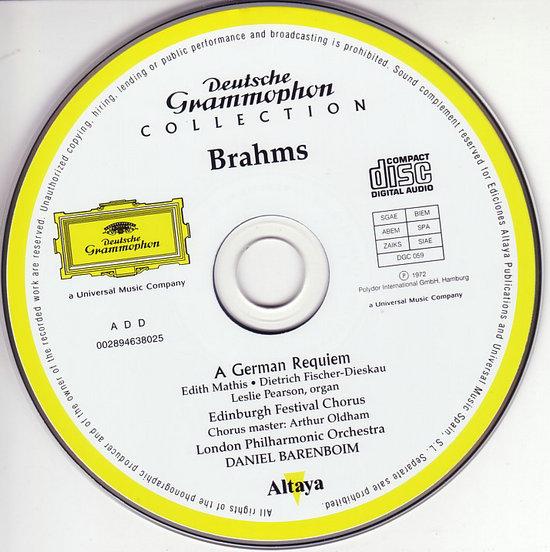 All rights of the phonographic producer and of the owner of the recorded work are reserved. Unauthorized copying, hiring, lending or public performance and broadcasting is prohibited. Sound complement reserved for Ediciones Altaya Publications and Universal Music Spain, S. L. Separate sale prohibited.
Deutsche
Grammophon
COLLECTION
Brahms
Deutsche
Grammophon
a Universal Music Company
A D D
002894638025
COMPACT
disc
DIGITAL AUDIO
SGAE BIEM
ABEM SPA
ZAIKS SIAE
DGC 059
Ⓟ 1972
Polydor International GmbH, Hamburg
a Universal Music Company
A German Requiem
Edith Mathis • Dietrich Fischer-Dieskau
Leslie Pearson, organ
Edinburgh Festival Chorus
Chorus master: Arthur Oldham
London Philharmonic Orchestra
DANIEL BARENBOIM
Altaya